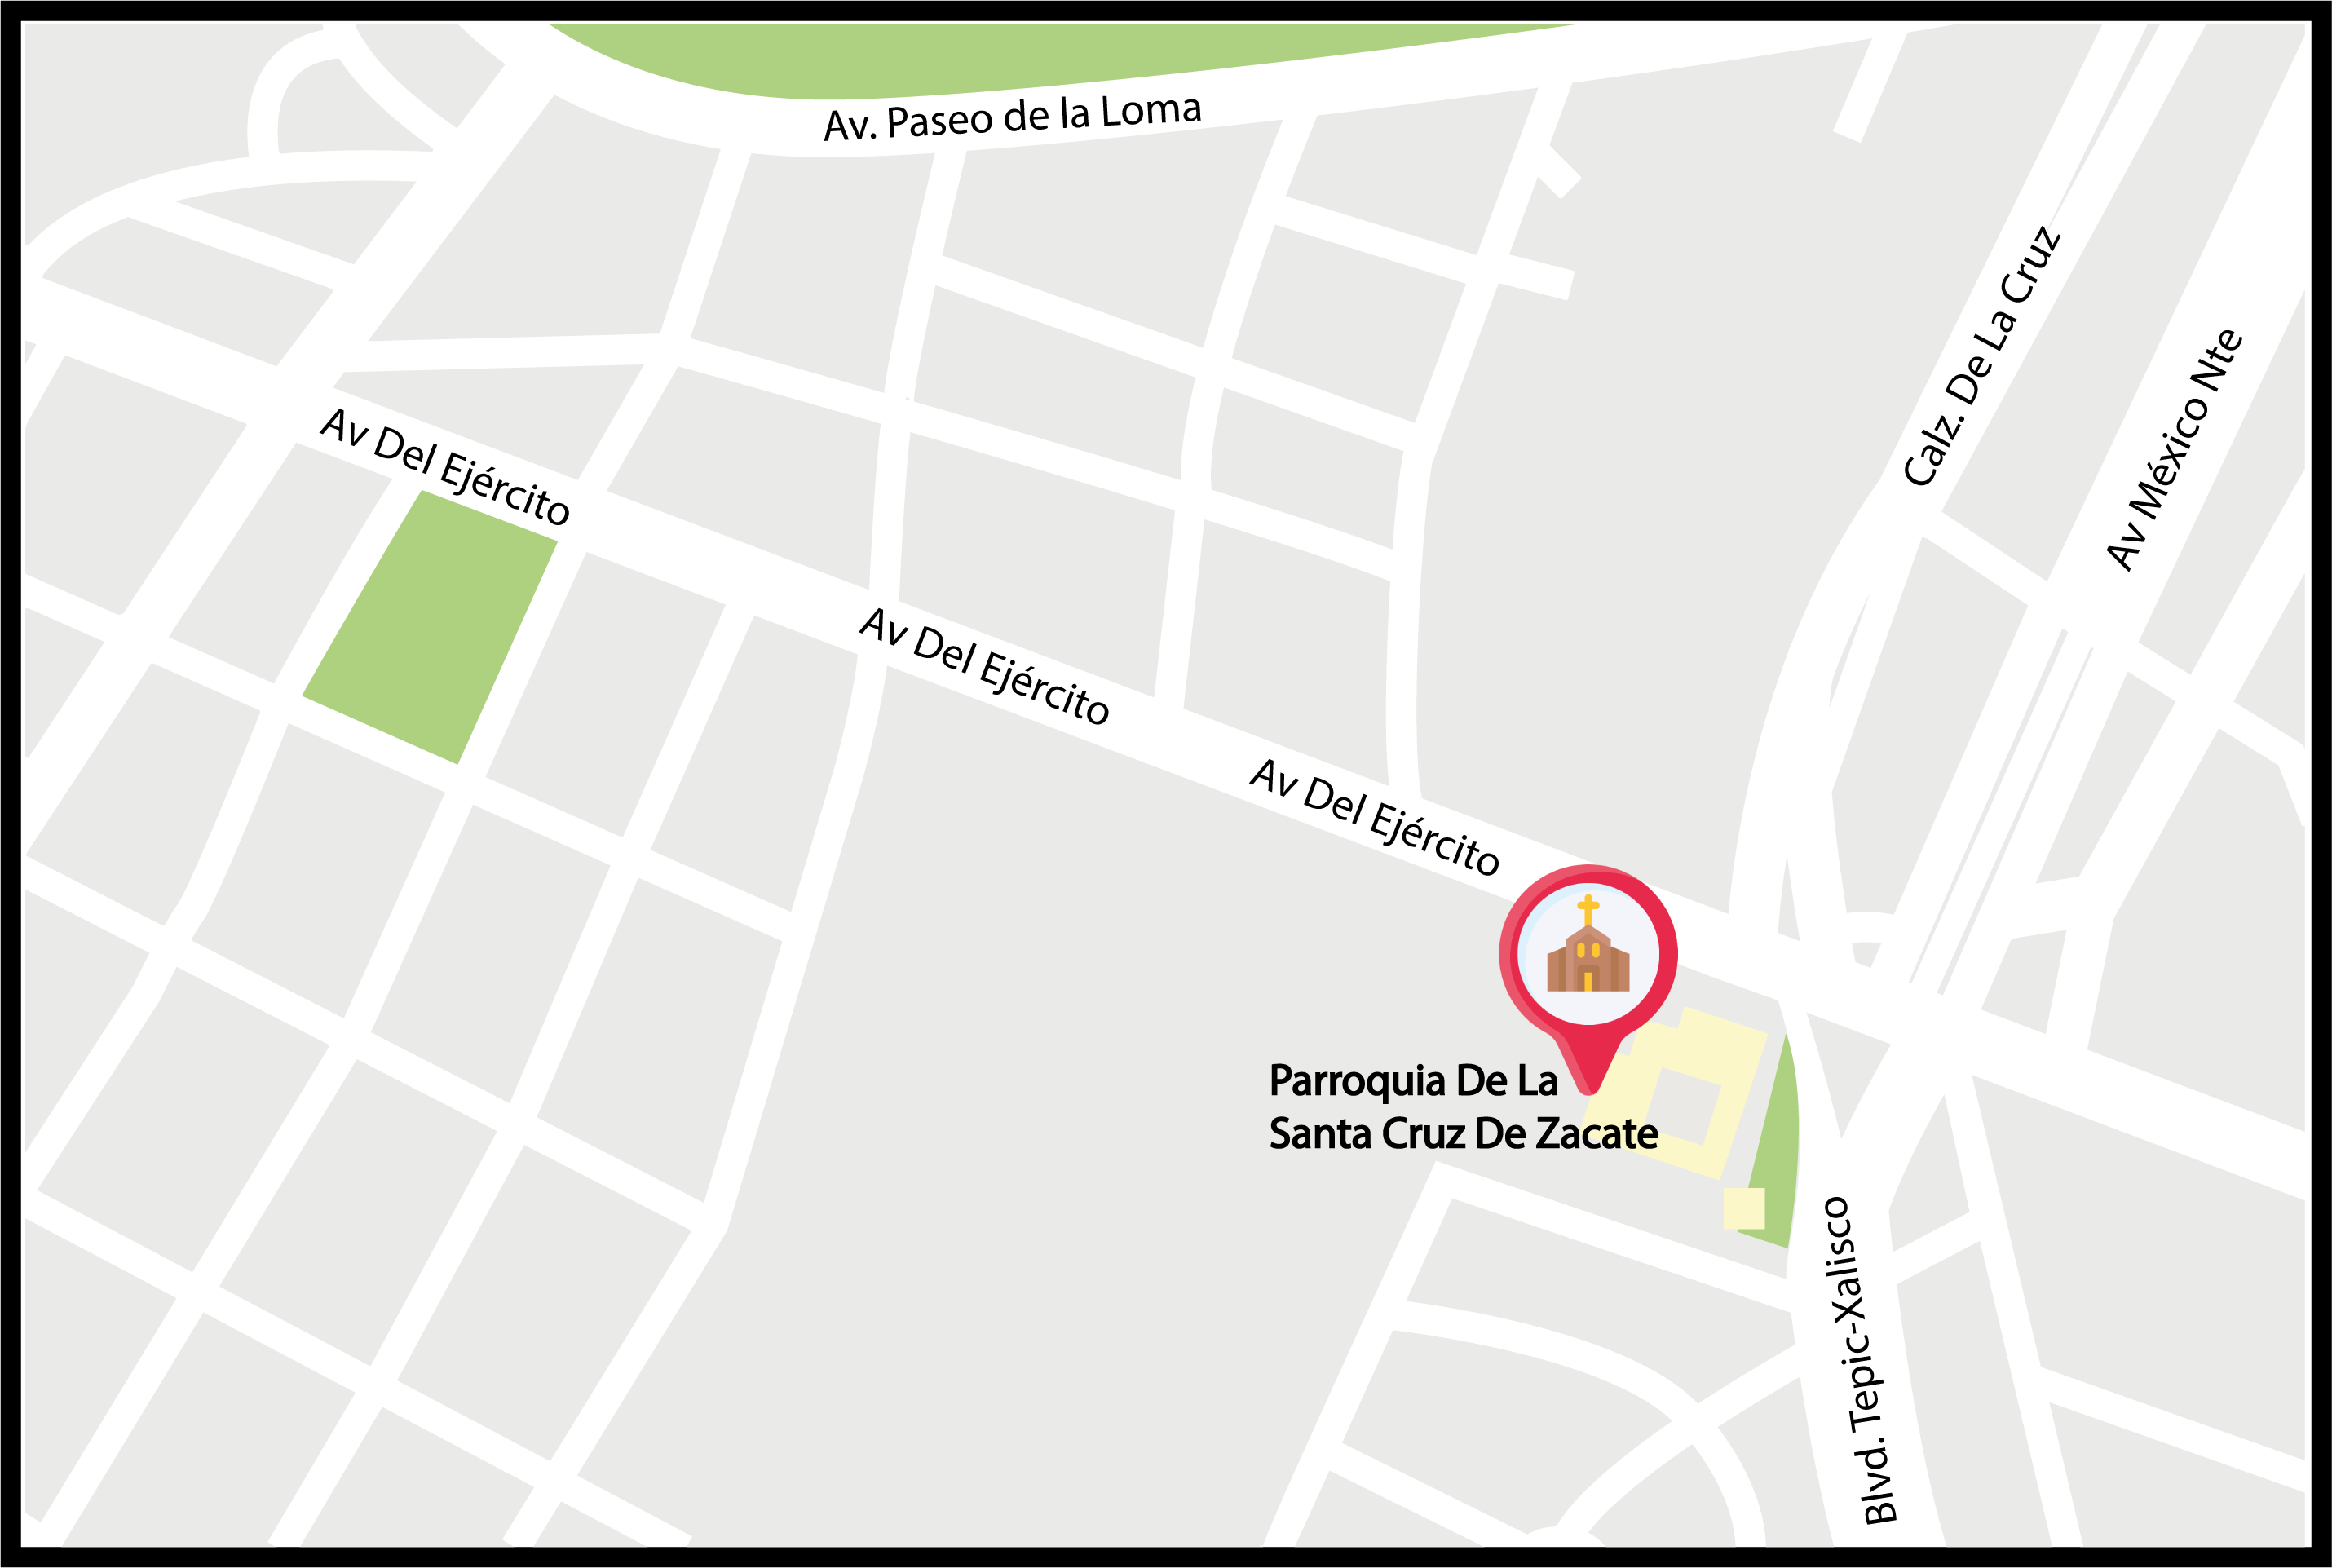 Av. Paseo de la Loma
Calz. De La Cruz
Av México Nte
Av Del Ejército
Av Del Ejército
Av Del Ejército
Parroquia De La
Santa Cruz De Zacate
Blvd. Tepic-Xalisco